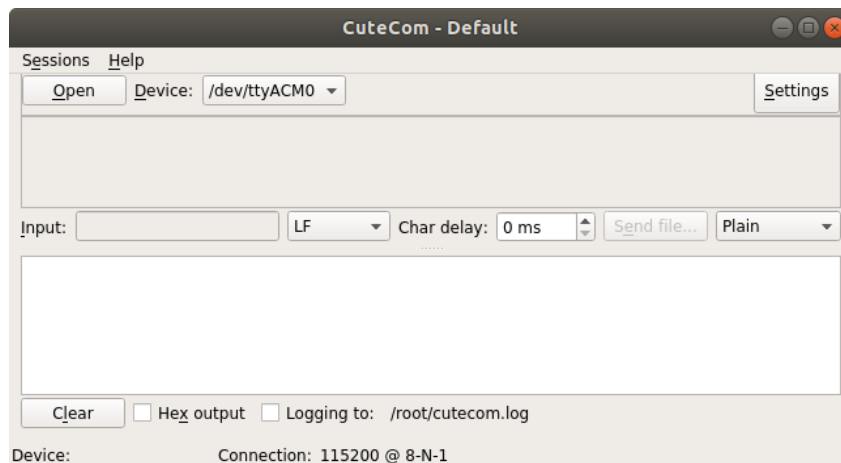 CuteCom - Default
Sessions Help
Open Device: /dev/ttyACM0 Settings
Input: LF Char delay: 0 ms Send file... Plain
Clear Hex output Logging to: /root/cutecom.log
Device: Connection: 115200 @ 8-N-1